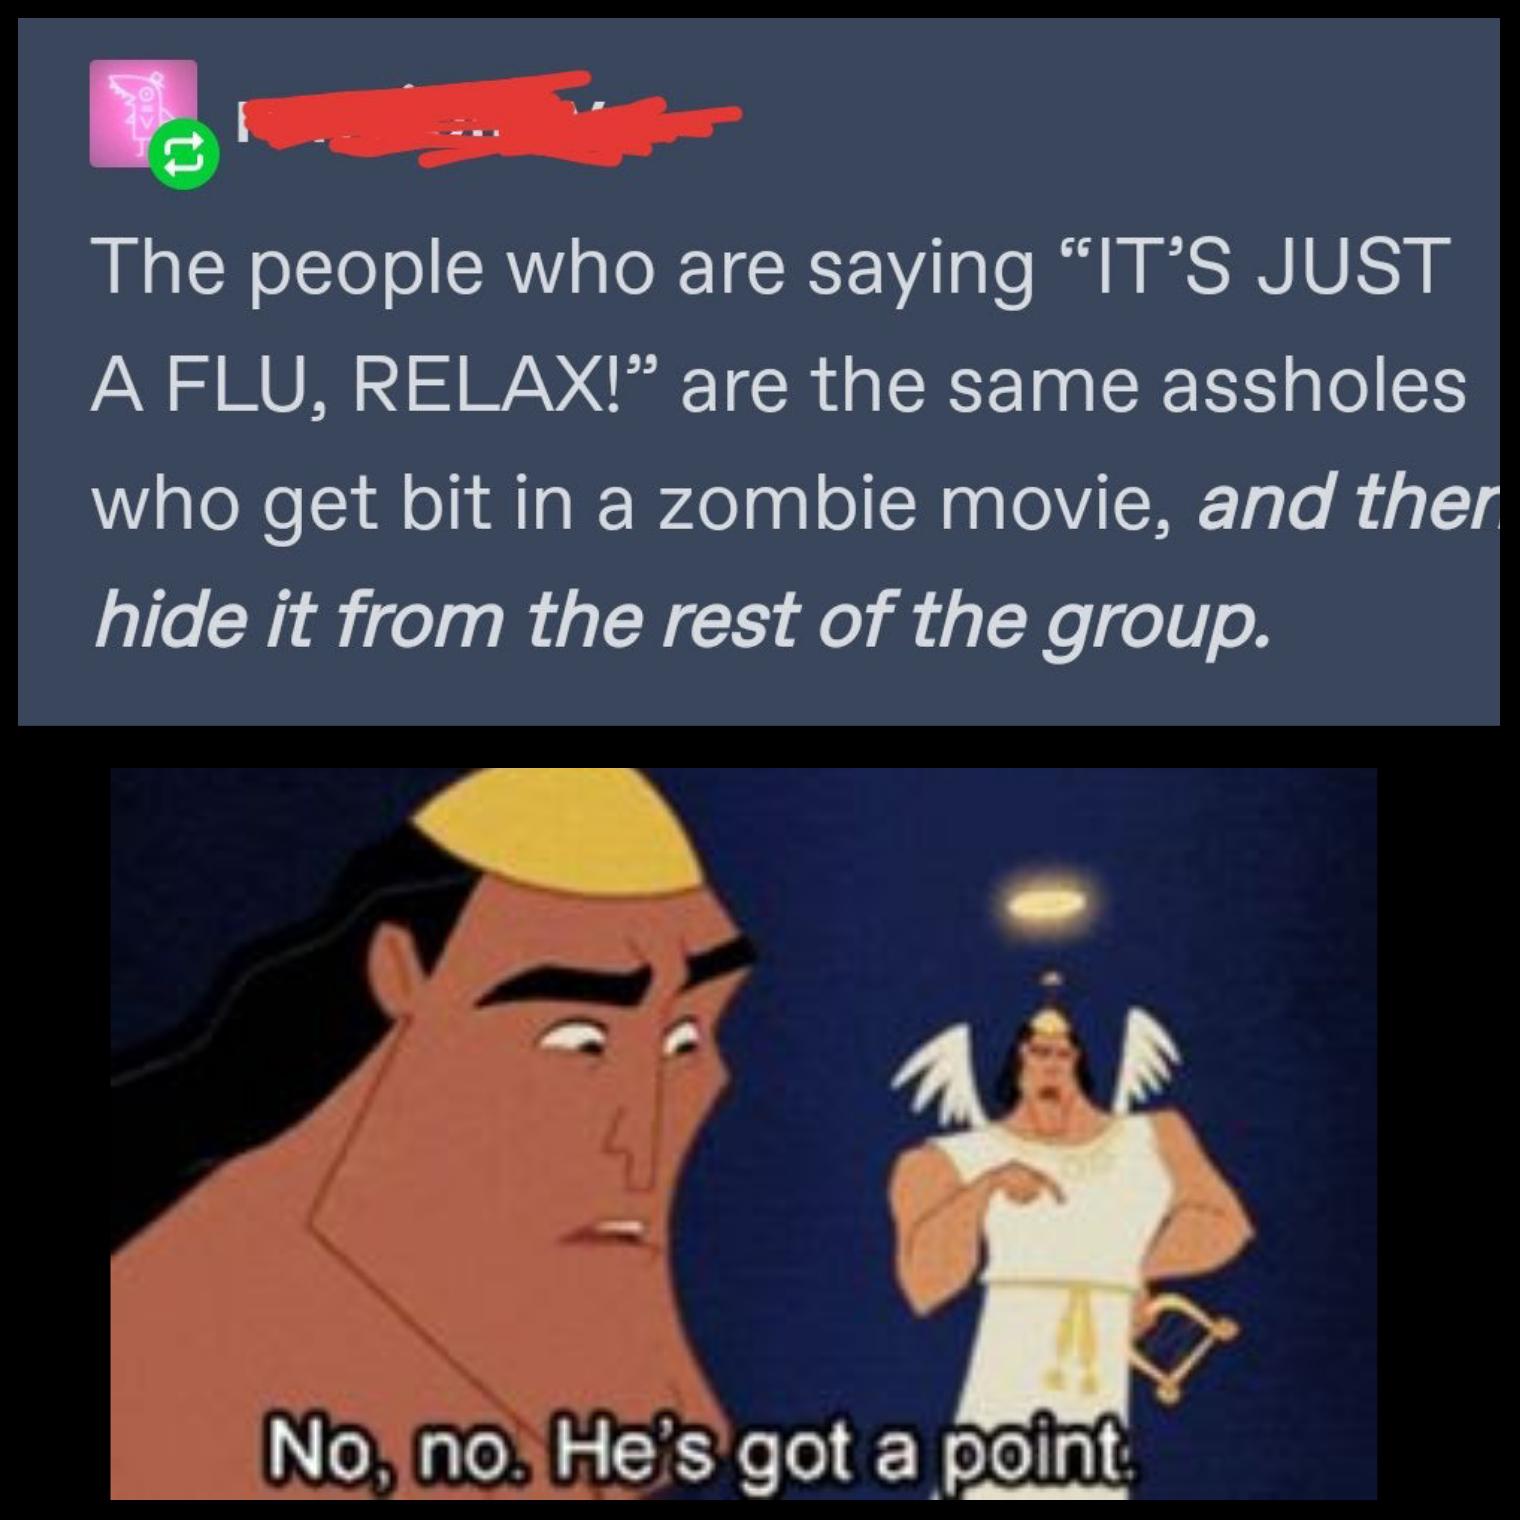 The people who are saying “IT’S JUST
A FLU, RELAX!” are the same assholes
who get bit in a zombie movie, and then
hide it from the rest of the group.
No, no. He's got a point.